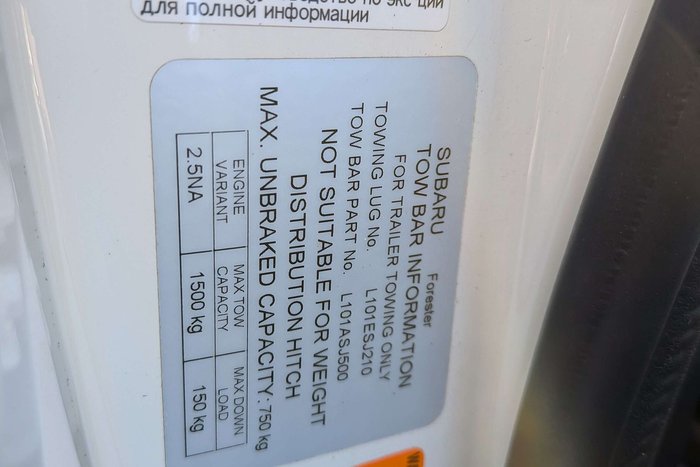 для полной информации
SUBARU Forester
TOW BAR INFORMATION
FOR TRAILER TOWING ONLY
TOWING LUG No. L101ESJ210
TOW BAR PART No. L101ASJ500
NOT SUITABLE FOR WEIGHT
DISTRIBUTION HITCH
MAX. UNBRAKED CAPACITY: 750 kg
ENGINE VARIANT MAX TOW CAPACITY MAX DOWN LOAD
2.5NA 1500 kg 150 kg